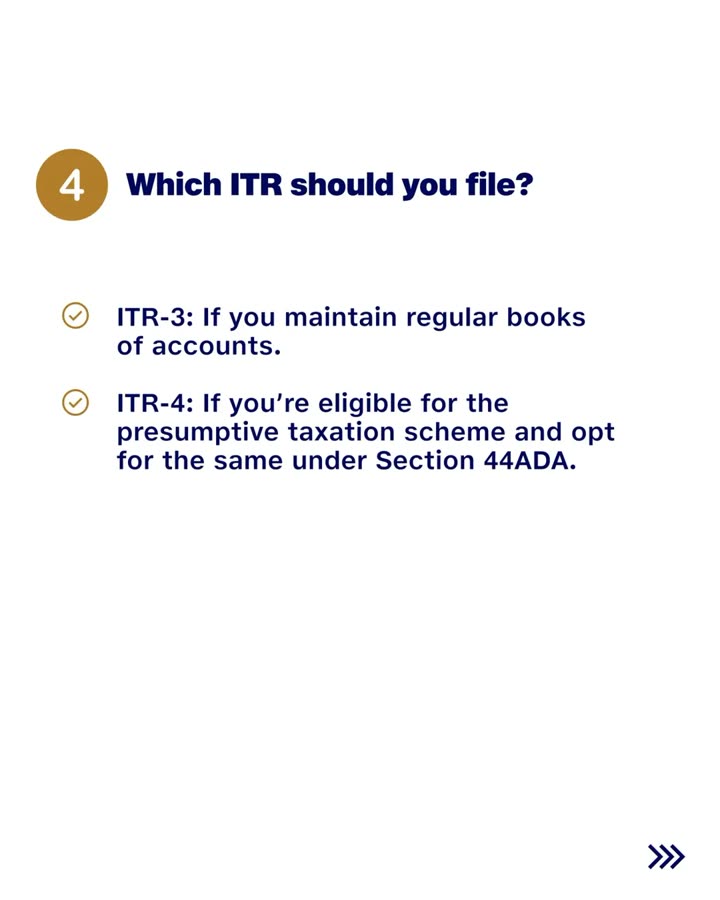 4
Which ITR should you file?
ITR-3: If you maintain regular books
of accounts.
ITR-4: If you’re eligible for the
presumptive taxation scheme and opt
for the same under Section 44ADA.